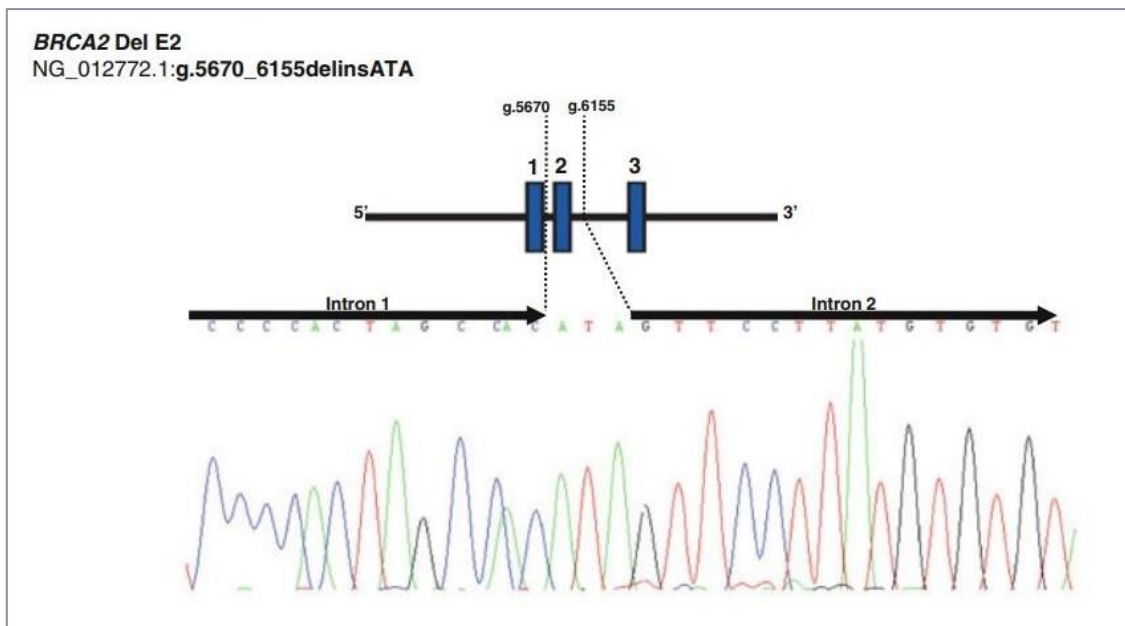 BRCA2 Del E2
NG_012772.1:g.5670_6155delinsATA
g.5670 g.6155
1 2 3
5' 3'
Intron 1 Intron 2
C C C C A C T A G C C A C A T A G T T C C T T A T G T G T G T